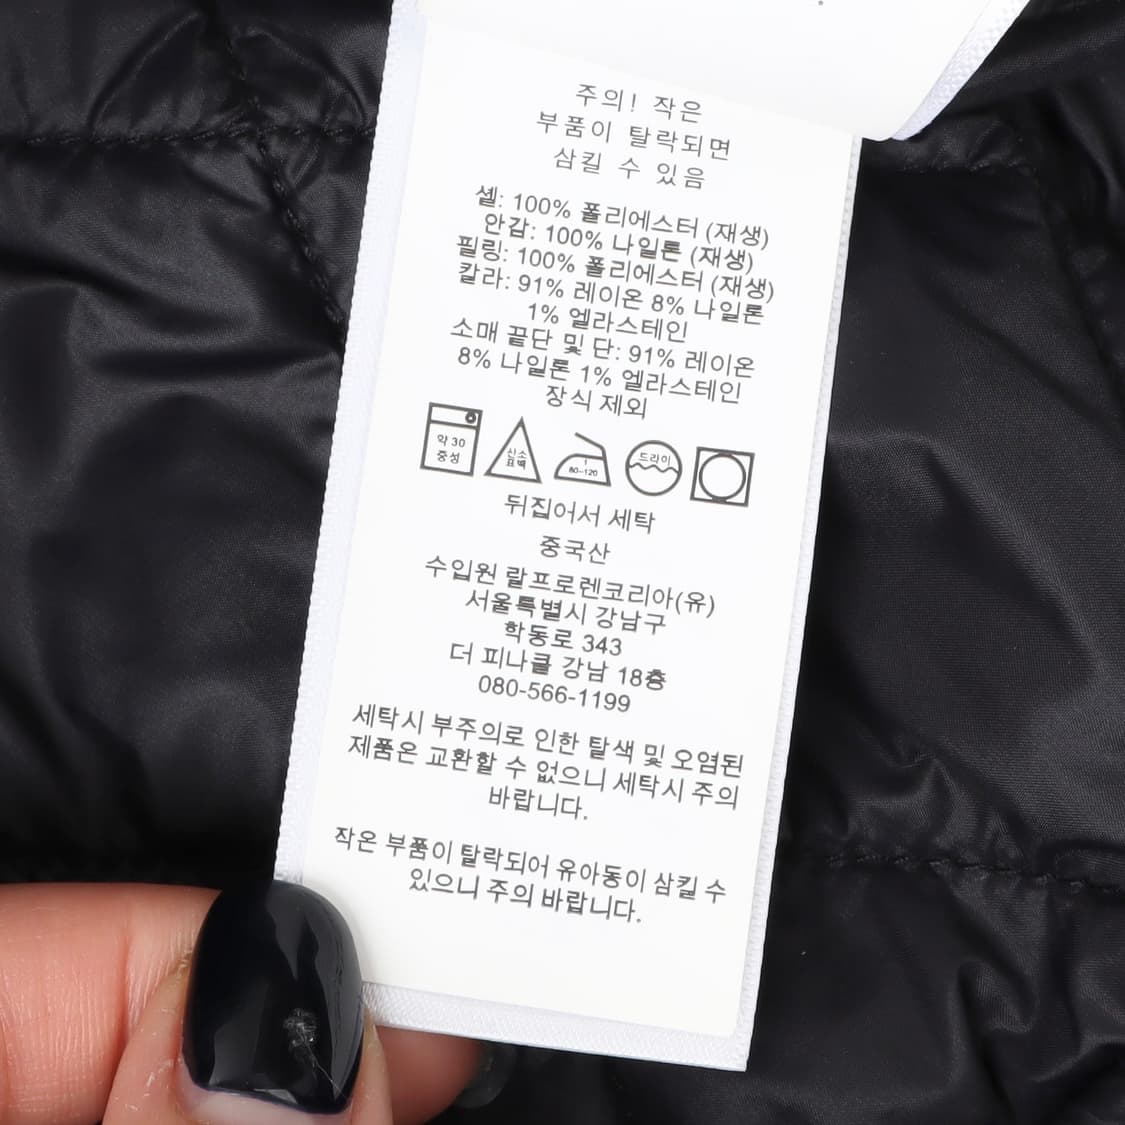 주의! 작은
부품이 탈락되면
삼킬 수 있음
셸: 100% 폴리에스터 (재생)
안감: 100% 나일론 (재생)
필링: 100% 폴리에스터 (재생)
칼라: 91% 레이온 8% 나일론
1% 엘라스테인
소매 끝단 및 단: 91% 레이온
8% 나일론 1% 엘라스테인
장식 제외
약 30
중성
산소
표백
80~120
드라이
뒤집어서 세탁
중국산
수입원 랄프로렌코리아(유)
서울특별시 강남구
학동로 343
더 피나클 강남 18층
080-566-1199
세탁시 부주의로 인한 탈색 및 오염된
제품은 교환할 수 없으니 세탁시 주의
바랍니다.
작은 부품이 탈락되어 유아동이 삼킬 수
있으니 주의 바랍니다.